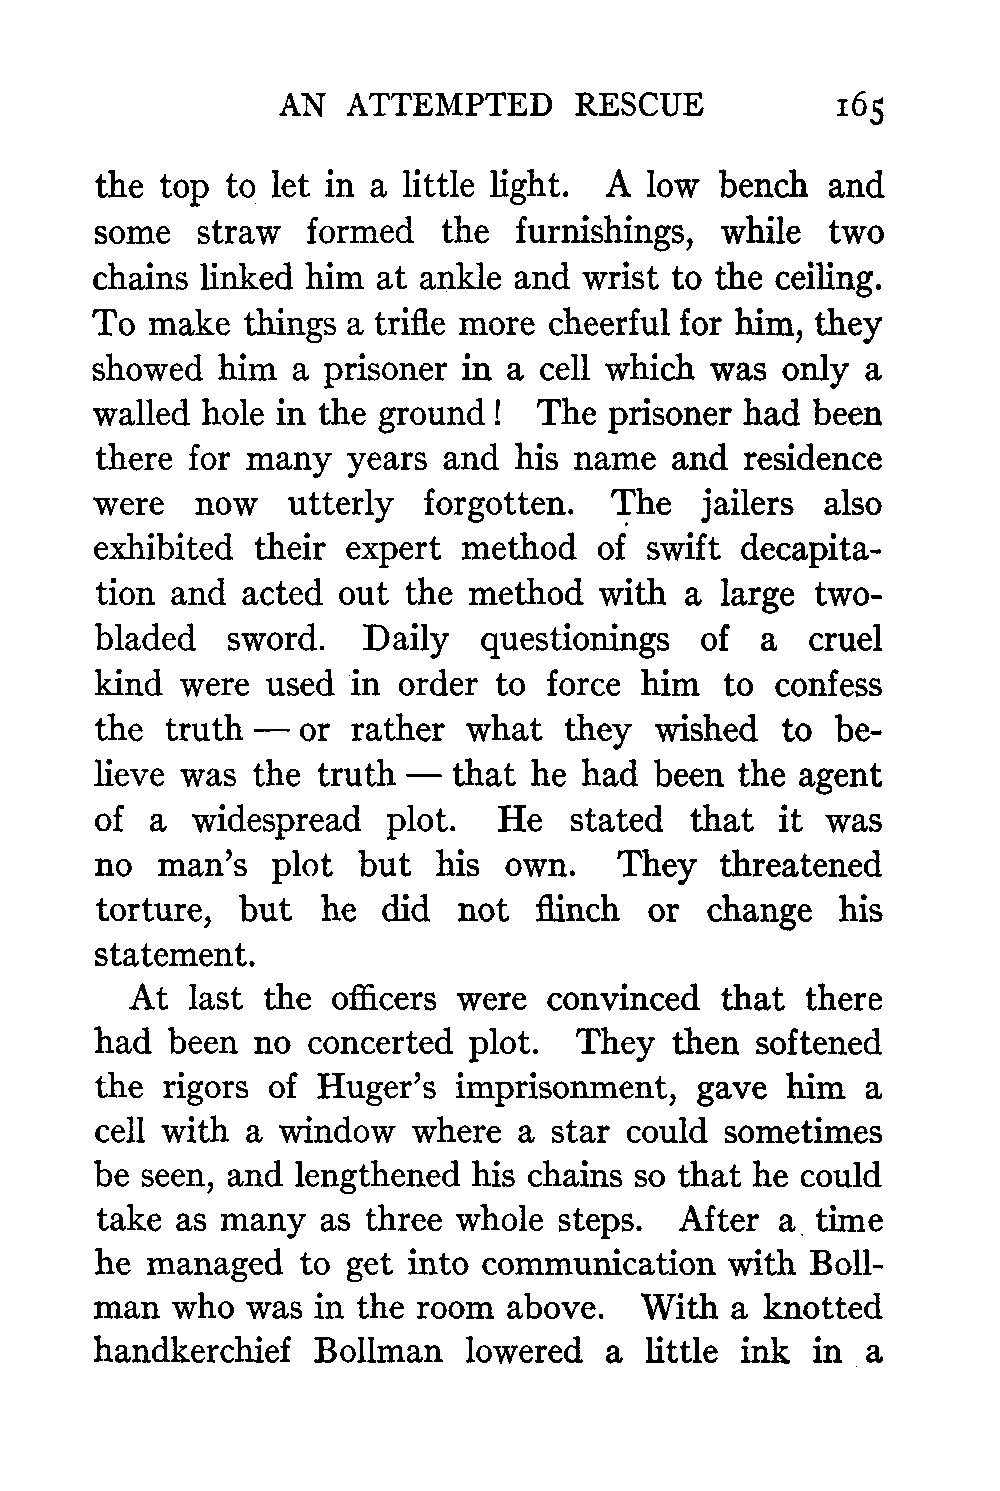 AN ATTEMPTED RESCUE 165
the top to let in a little light. A low bench and
some straw formed the furnishings, while two
chains linked him at ankle and wrist to the ceiling.
To make things a trifle more cheerful for him, they
showed him a prisoner in a cell which was only a
walled hole in the ground! The prisoner had been
there for many years and his name and residence
were now utterly forgotten. The jailers also
exhibited their expert method of swift decapita-
tion and acted out the method with a large two-
bladed sword. Daily questionings of a cruel
kind were used in order to force him to confess
the truth — or rather what they wished to be-
lieve was the truth — that he had been the agent
of a widespread plot. He stated that it was
no man's plot but his own. They threatened
torture, but he did not flinch or change his
statement.
At last the officers were convinced that there
had been no concerted plot. They then softened
the rigors of Huger's imprisonment, gave him a
cell with a window where a star could sometimes
be seen, and lengthened his chains so that he could
take as many as three whole steps. After a time
he managed to get into communication with Boll-
man who was in the room above. With a knotted
handkerchief Bollman lowered a little ink in a